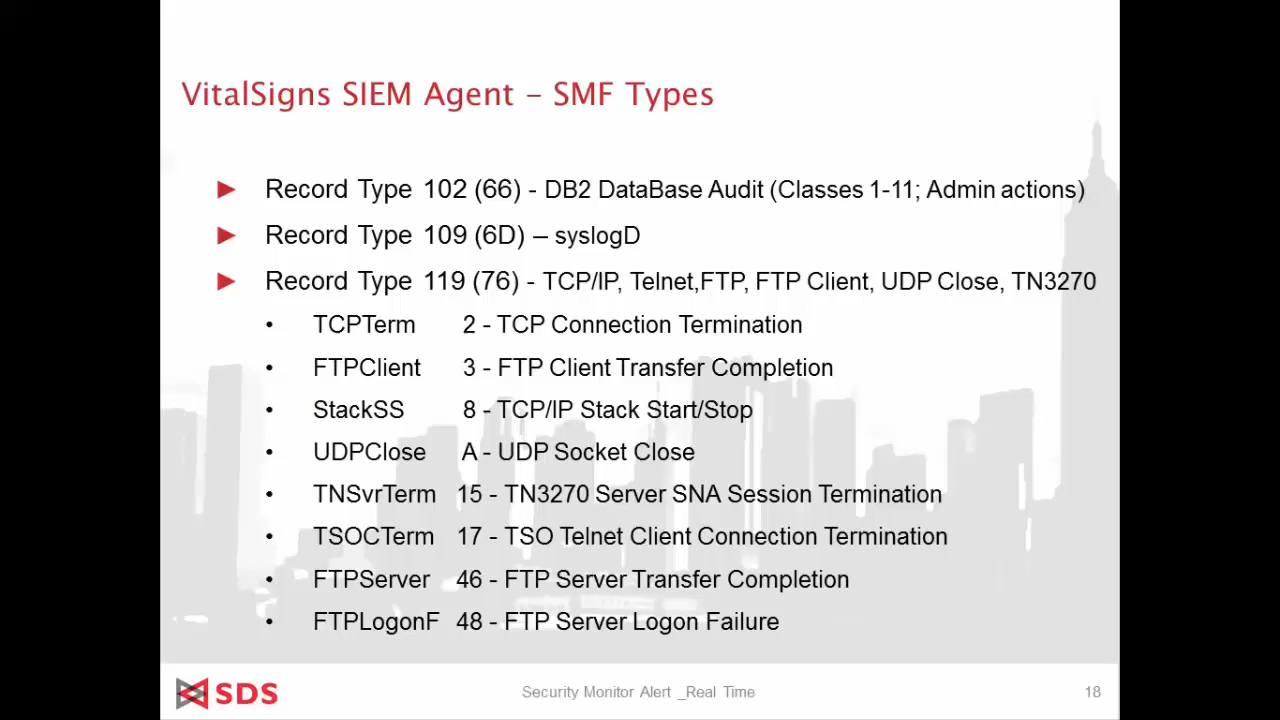 VitalSigns SIEM Agent – SMF Types
► Record Type 102 (66) - DB2 DataBase Audit (Classes 1-11; Admin actions)
► Record Type 109 (6D) – syslogD
► Record Type 119 (76) - TCP/IP, Telnet,FTP, FTP Client, UDP Close, TN3270
• TCPTerm 2 - TCP Connection Termination
• FTPClient 3 - FTP Client Transfer Completion
• StackSS 8 - TCP/IP Stack Start/Stop
• UDPClose A - UDP Socket Close
• TNSvrTerm 15 - TN3270 Server SNA Session Termination
• TSOCTerm 17 - TSO Telnet Client Connection Termination
• FTPServer 46 - FTP Server Transfer Completion
• FTPLogonF 48 - FTP Server Logon Failure
SDS Security Monitor Alert _Real Time 18